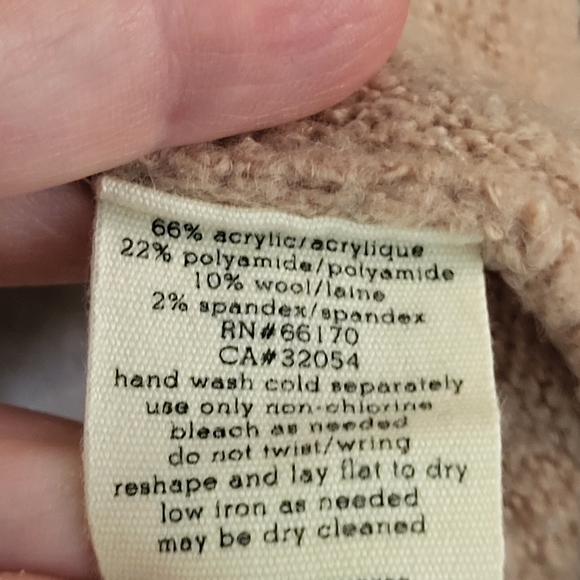 66% acrylic/acrylique
22% polyamide/polyamide
10% wool/laine
2% spandex/spandex
RN#66170
CA#32054
hand wash cold separately
use only non-chlorine
bleach as needed
do not twist/wring
reshape and lay flat to dry
low iron as needed
may be dry cleaned